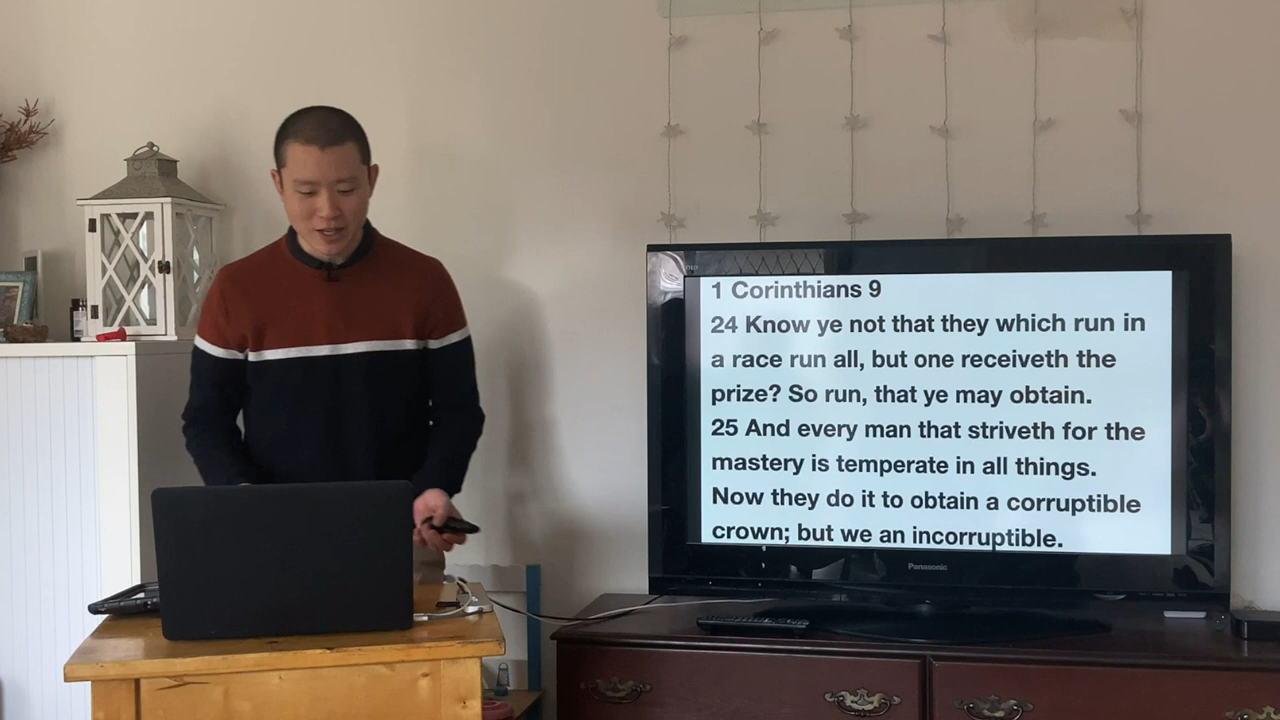 1 Corinthians 9
24 Know ye not that they which run in
a race run all, but one receiveth the
prize? So run, that ye may obtain.
25 And every man that striveth for the
mastery is temperate in all things.
Now they do it to obtain a corruptible
crown; but we an incorruptible.
Panasonic